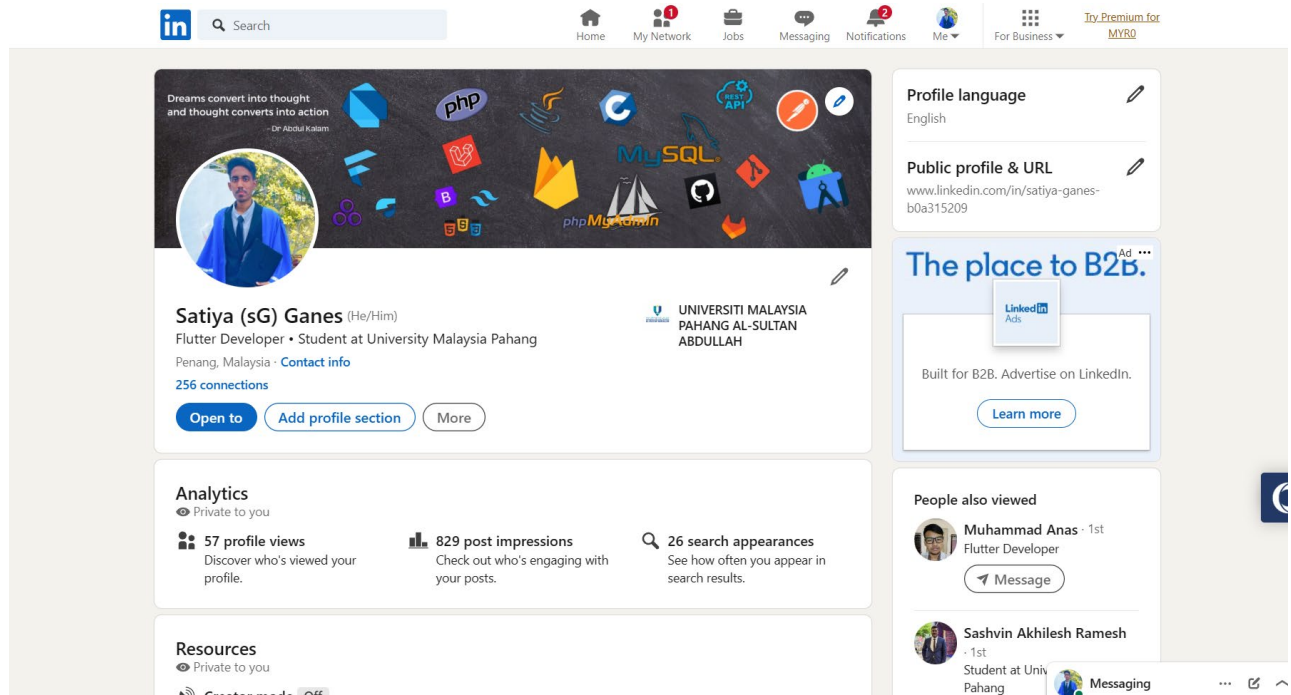 in
Search
1
2
Home
My Network
Jobs
Messaging
Notifications
Me
For Business
Try Premium for
MYR0
Dreams convert into thought
and thought converts into action
- Dr Abdul Kalam
php
C
REST
API
MySQL
B
phpMyAdmin
Satiya (sG) Ganes (He/Him)
Flutter Developer • Student at University Malaysia Pahang
Penang, Malaysia · Contact info
256 connections
Open to
Add profile section
More
UNIVERSITI MALAYSIA
PAHANG AL-SULTAN
ABDULLAH
Analytics
Private to you
57 profile views
Discover who's viewed your
profile.
829 post impressions
Check out who's engaging with
your posts.
26 search appearances
See how often you appear in
search results.
Resources
Private to you
Creator mode Off
Profile language
English
Public profile & URL
www.linkedin.com/in/satiya-ganes-
b0a315209
Ad
The place to B2B.
Linked in
Ads
Built for B2B. Advertise on LinkedIn.
Learn more
People also viewed
Muhammad Anas · 1st
Flutter Developer
Message
Sashvin Akhilesh Ramesh
· 1st
Student at Univ
Pahang
Messaging